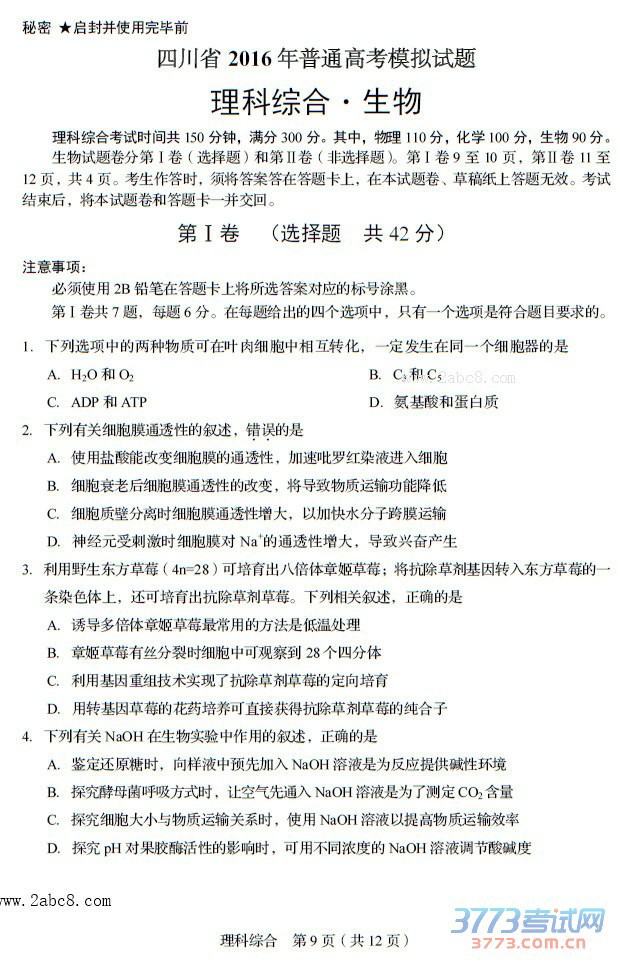 秘密 ★启封并使用完毕前
四川省 2016 年普通高考模拟试题
理科综合·生物
理科综合考试时间共 150 分钟，满分 300 分。其中，物理 110 分，化学 100 分，生物 90 分。
生物试题卷分第Ⅰ卷（选择题）和第Ⅱ卷（非选择题）。第Ⅰ卷 9 至 10 页，第Ⅱ卷 11 至
12 页，共 4 页。考生作答时，须将答案答在答题卡上，在本试题卷、草稿纸上答题无效。考试
结束后，将本试题卷和答题卡一并交回。
第Ⅰ卷 （选择题 共 42 分）
注意事项：
必须使用 2B 铅笔在答题卡上将所选答案对应的标号涂黑。
第Ⅰ卷共 7 题，每题 6 分。在每题给出的四个选项中，只有一个选项是符合题目要求的。
1. 下列选项中的两种物质可在叶肉细胞中相互转化，一定发生在同一个细胞器的是
A. H₂O 和 O₂ B. C₃ 和 C₅
www.2abc8.com
C. ADP 和 ATP D. 氨基酸和蛋白质
2. 下列有关细胞膜通透性的叙述，错误的是
A. 使用盐酸能改变细胞膜的通透性，加速吡罗红染液进入细胞
B. 细胞衰老后细胞膜通透性的改变，将导致物质运输功能降低
C. 细胞质壁分离时细胞膜通透性增大，以加快水分子跨膜运输
D. 神经元受刺激时细胞膜对 Na⁺的通透性增大，导致兴奋产生
3. 利用野生东方草莓（4n=28）可培育出八倍体章姬草莓；将抗除草剂基因转入东方草莓的一
条染色体上，还可培育出抗除草剂草莓。下列相关叙述，正确的是
A. 诱导多倍体章姬草莓最常用的方法是低温处理
B. 章姬草莓有丝分裂时细胞中可观察到 28 个四分体
C. 利用基因重组技术实现了抗除草剂草莓的定向培育
D. 用转基因草莓的花药培养可直接获得抗除草剂草莓的纯合子
4. 下列有关 NaOH 在生物实验中作用的叙述，正确的是
A. 鉴定还原糖时，向样液中预先加入 NaOH 溶液是为反应提供碱性环境
B. 探究酵母菌呼吸方式时，让空气先通入 NaOH 溶液是为了测定 CO₂ 含量
C. 探究细胞大小与物质运输关系时，使用 NaOH 溶液以提高物质运输效率
D. 探究 pH 对果胶酶活性的影响时，可用不同浓度的 NaOH 溶液调节酸碱度
www.2abc8.com
3773考试网
3773.com.cn
理科综合 第 9 页（共 12 页）